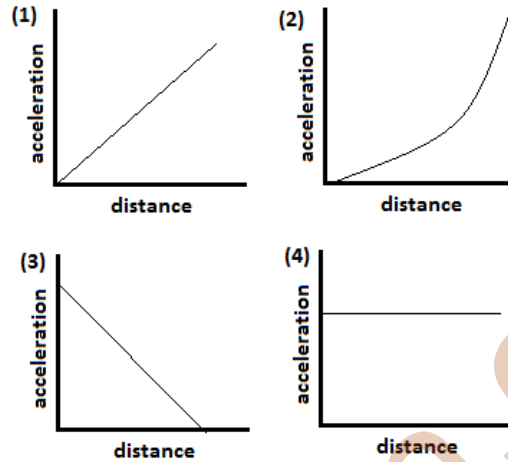 (1)
acceleration
distance
(2)
acceleration
distance
(3)
acceleration
distance
(4)
acceleration
distance